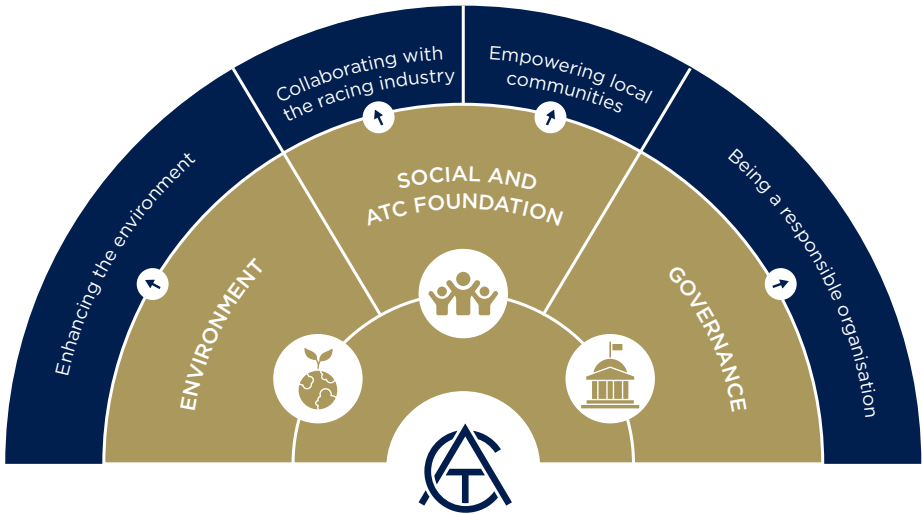 Enhancing the environment
Collaborating with
the racing industry
Empowering local
communities
Being a responsible organisation
ENVIRONMENT
SOCIAL AND
ATC FOUNDATION
GOVERNANCE
ATC